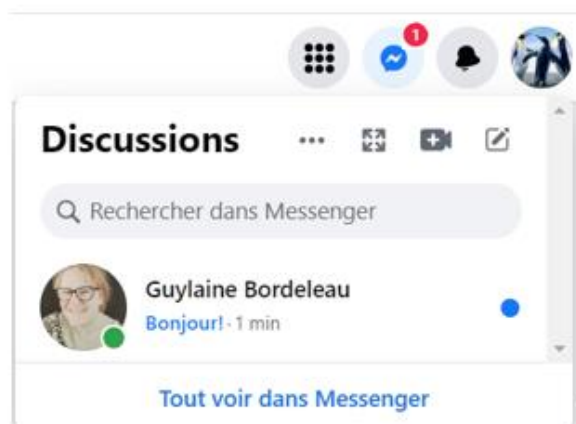 1
Discussions
Rechercher dans Messenger
Guylaine Bordeleau
Bonjour! · 1 min
Tout voir dans Messenger